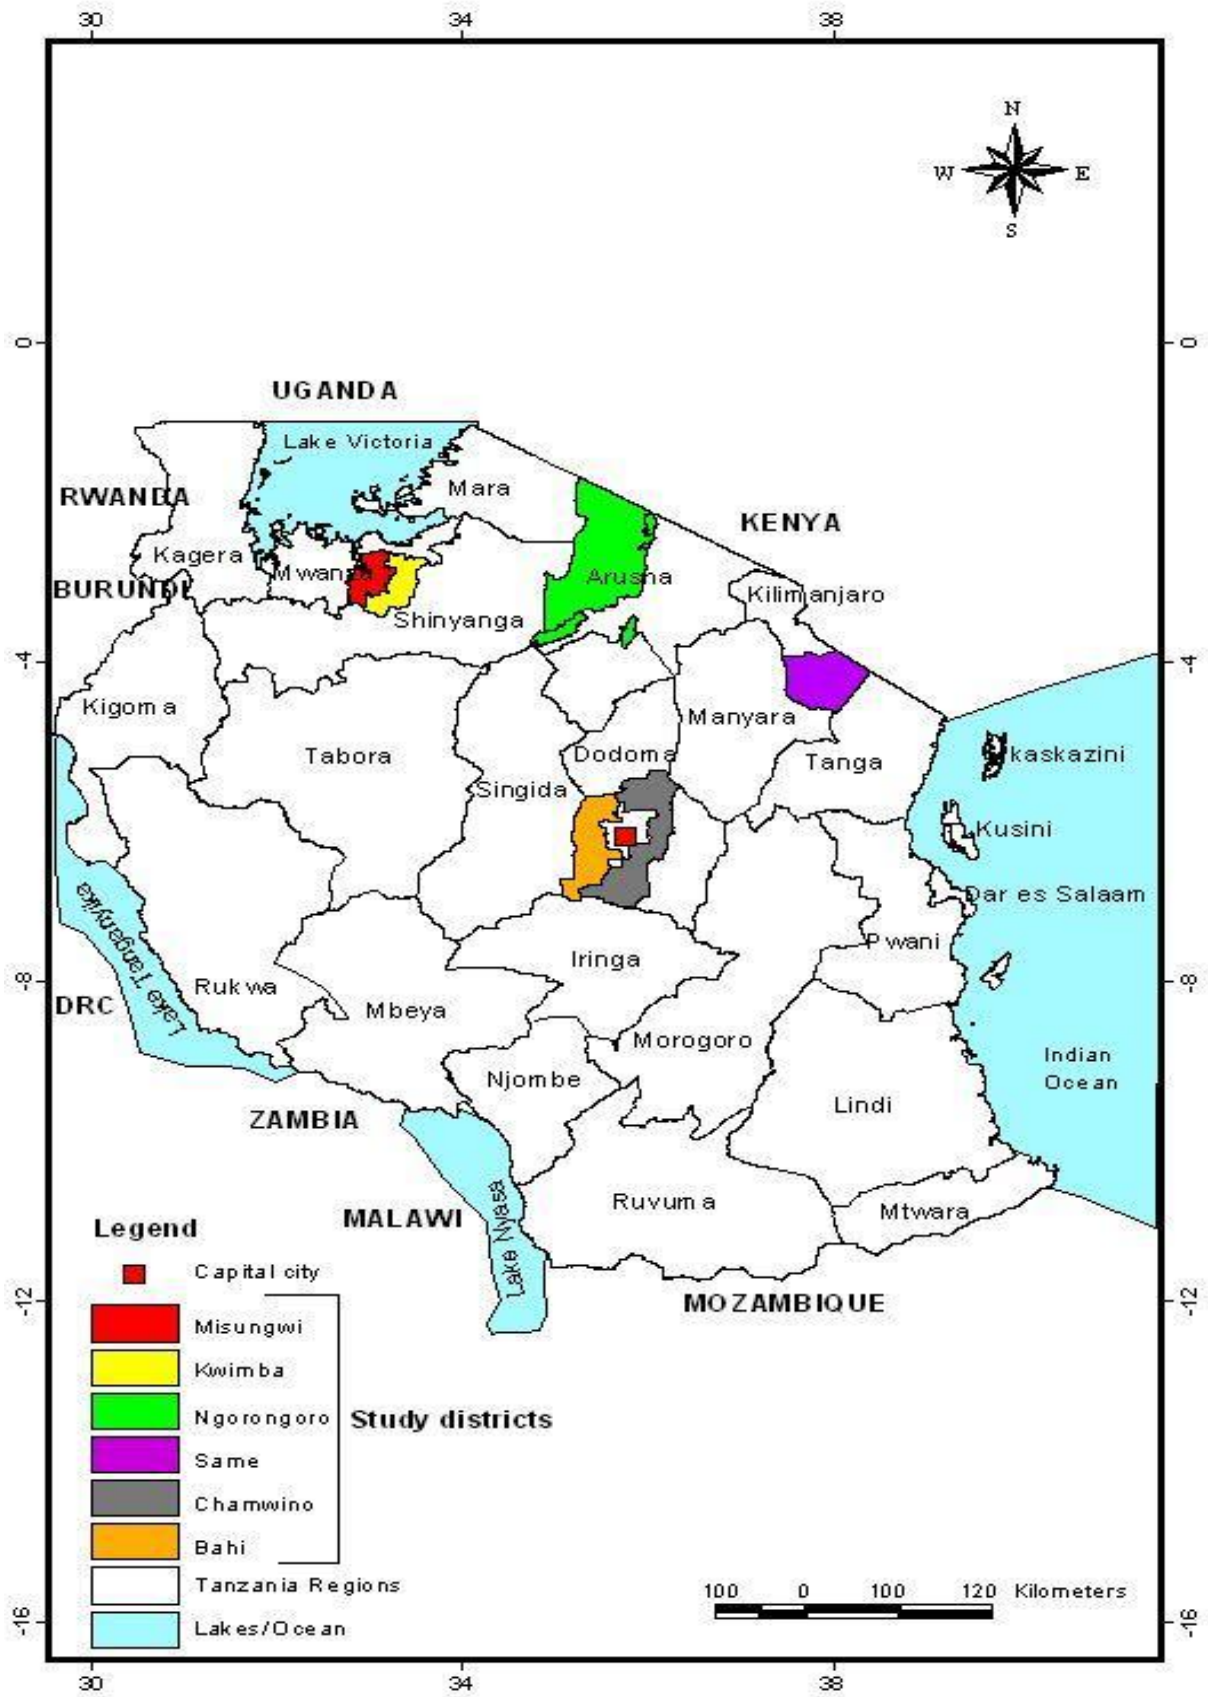 30 34 38
N
W E
S
0 0
UGANDA
Lake Victoria
Mara
RWANDA
KENYA
Kagera
Mwanza
Arusha
BURUNDI
Kilimanjaro
Shinyanga
-4 -4
Kigoma
Manyara
Tabora
Dodoma
Tanga
kaskazini
Singida
Kusini
Dar es Salaam
Pwani
Iringa
Lake Tanganyika
Rukwa
-8 -8
DRC
Mbeya
Morogoro
Indian
Ocean
Njombe
Lindi
ZAMBIA
Ruvuma
Mtwara
MALAWI
Lake Nyasa
Legend
Capital city
-12 -12
MOZAMBIQUE
Misungwi
Kwimba
Ngorongoro
Study districts
Same
Chamwino
Bahi
Tanzania Regions
100 0 100 120 Kilometers
Lakes/Ocean
-16 -16
30 34 38